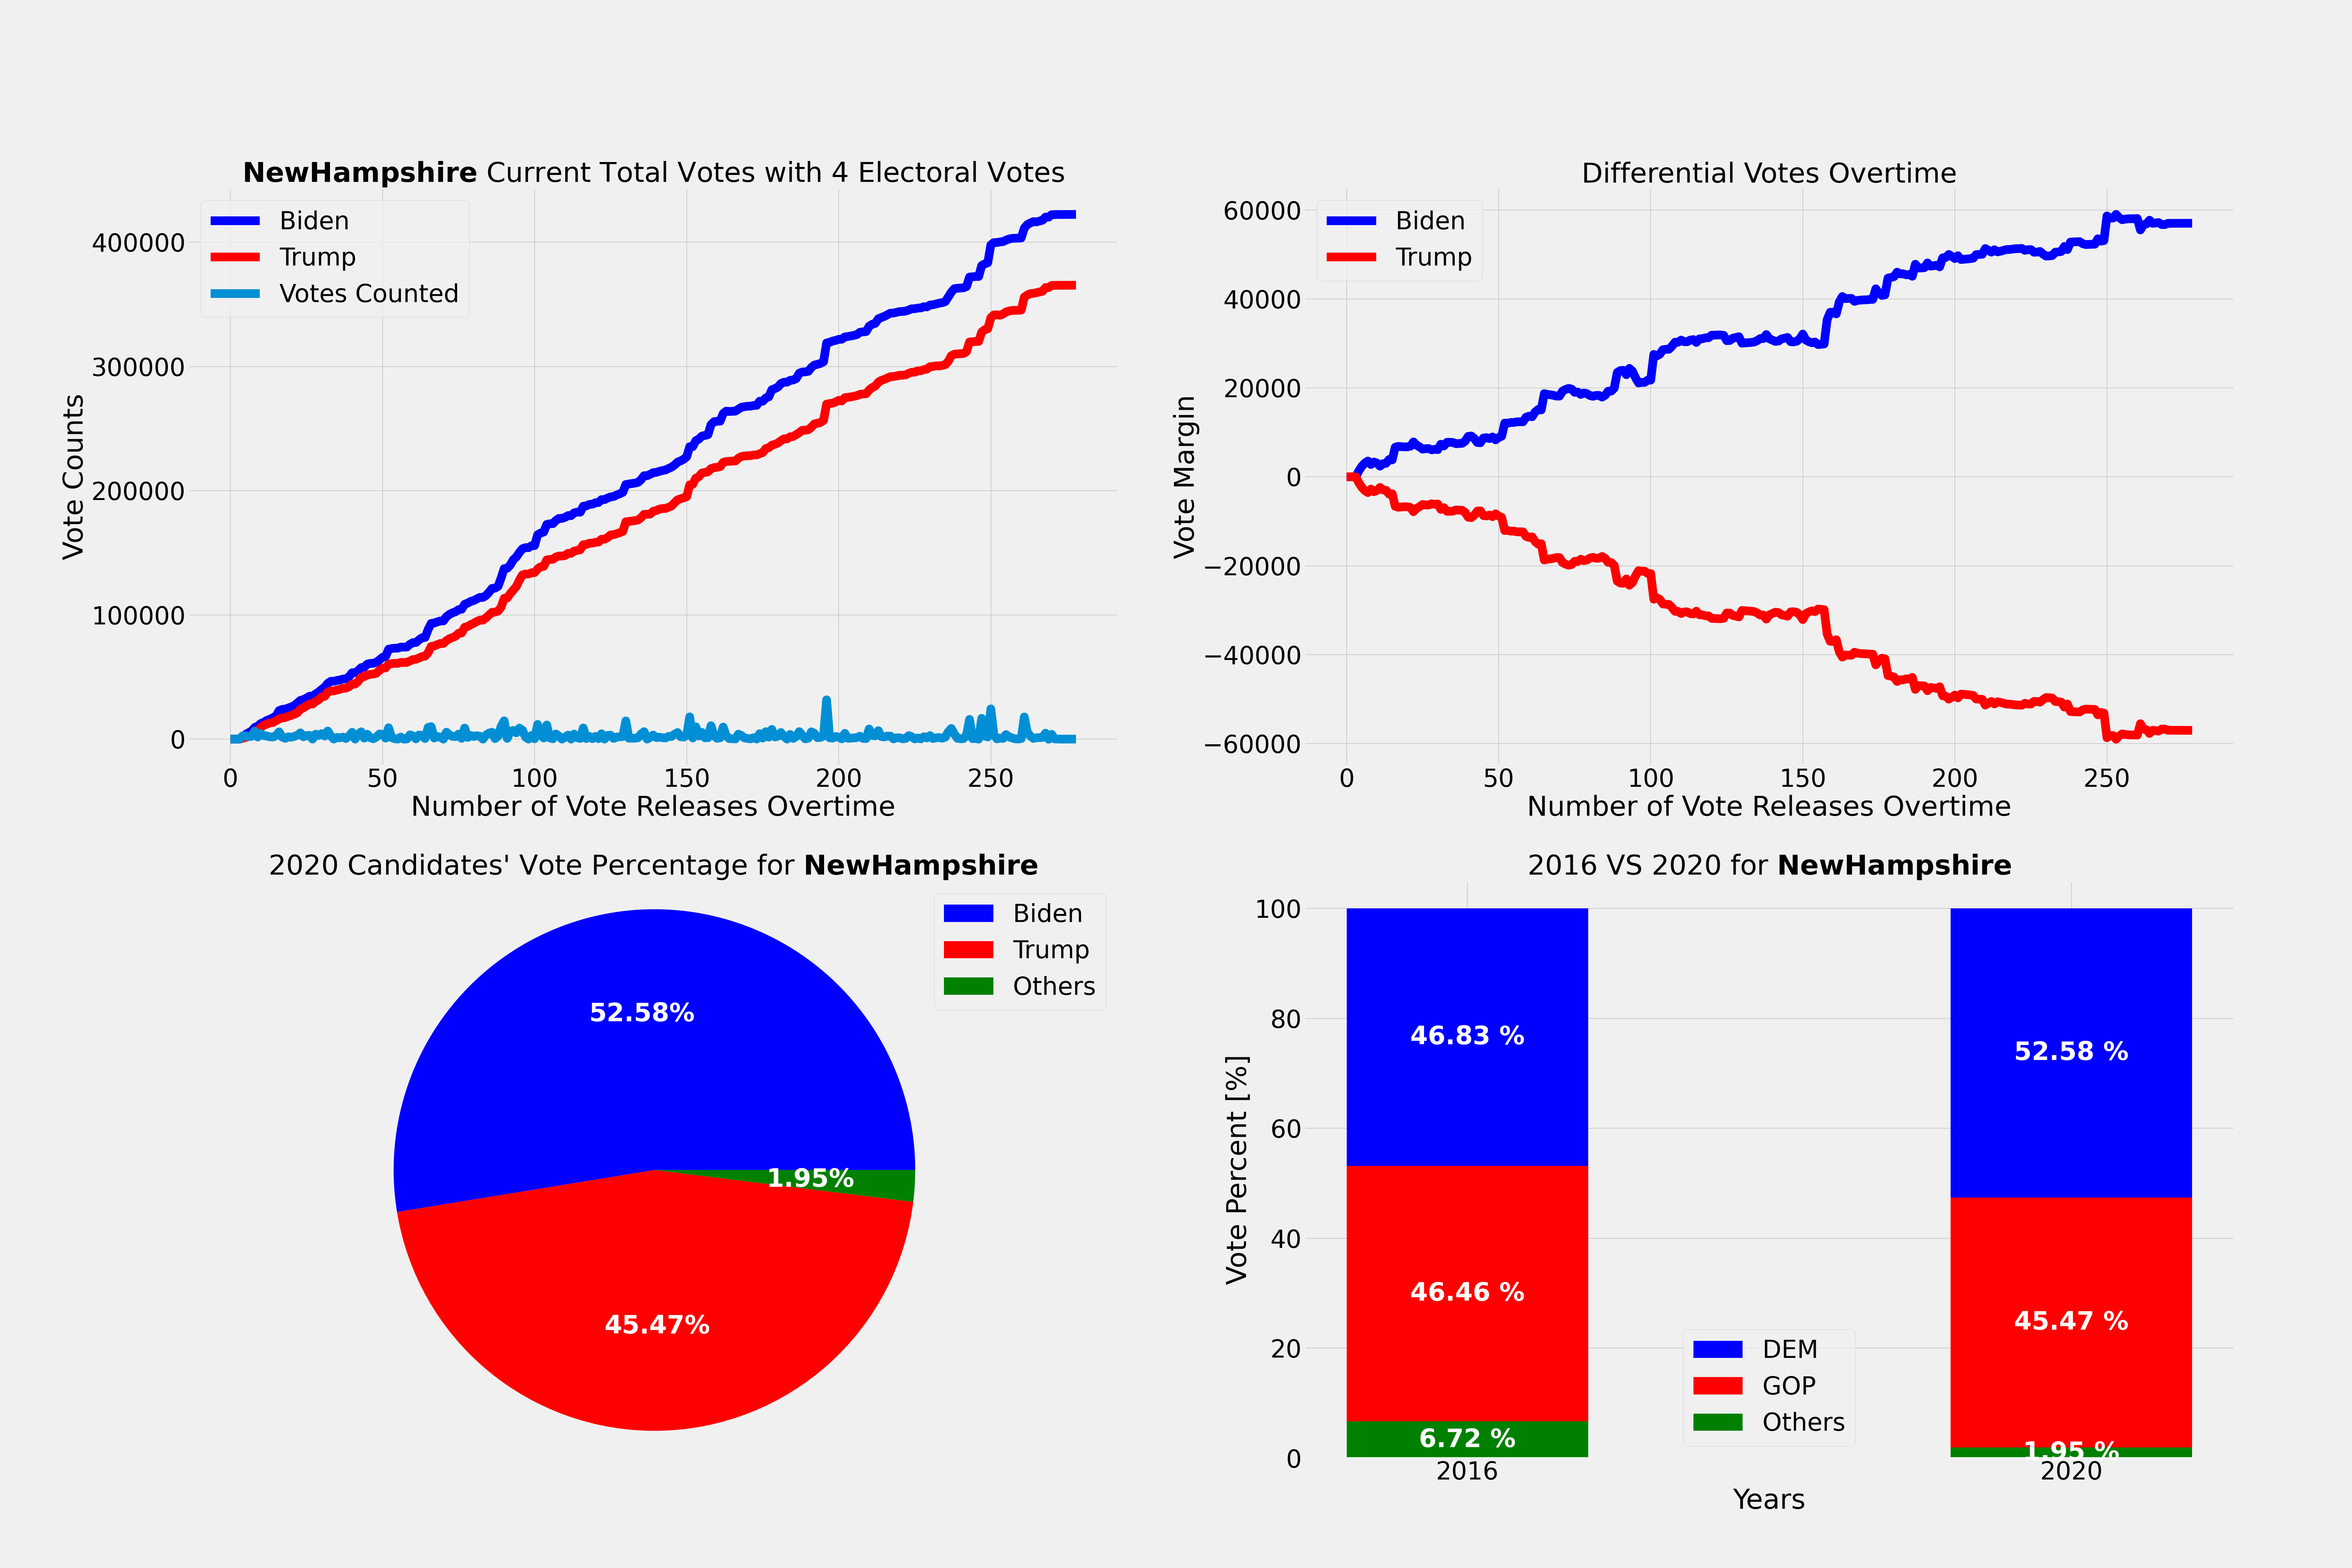 NewHampshire Current Total Votes with 4 Electoral Votes
Biden
Trump
Votes Counted
Vote Counts
400000
300000
200000
100000
0
0 50 100 150 200 250
Number of Vote Releases Overtime
Differential Votes Overtime
Biden
Trump
Vote Margin
60000
40000
20000
0
−20000
−40000
−60000
0 50 100 150 200 250
Number of Vote Releases Overtime
2020 Candidates' Vote Percentage for NewHampshire
Biden
Trump
Others
52.58%
1.95%
45.47%
2016 VS 2020 for NewHampshire
Vote Percent [%]
100
80
60
40
20
0
46.83 %
46.46 %
6.72 %
52.58 %
45.47 %
1.95 %
DEM
GOP
Others
2016 2020
Years